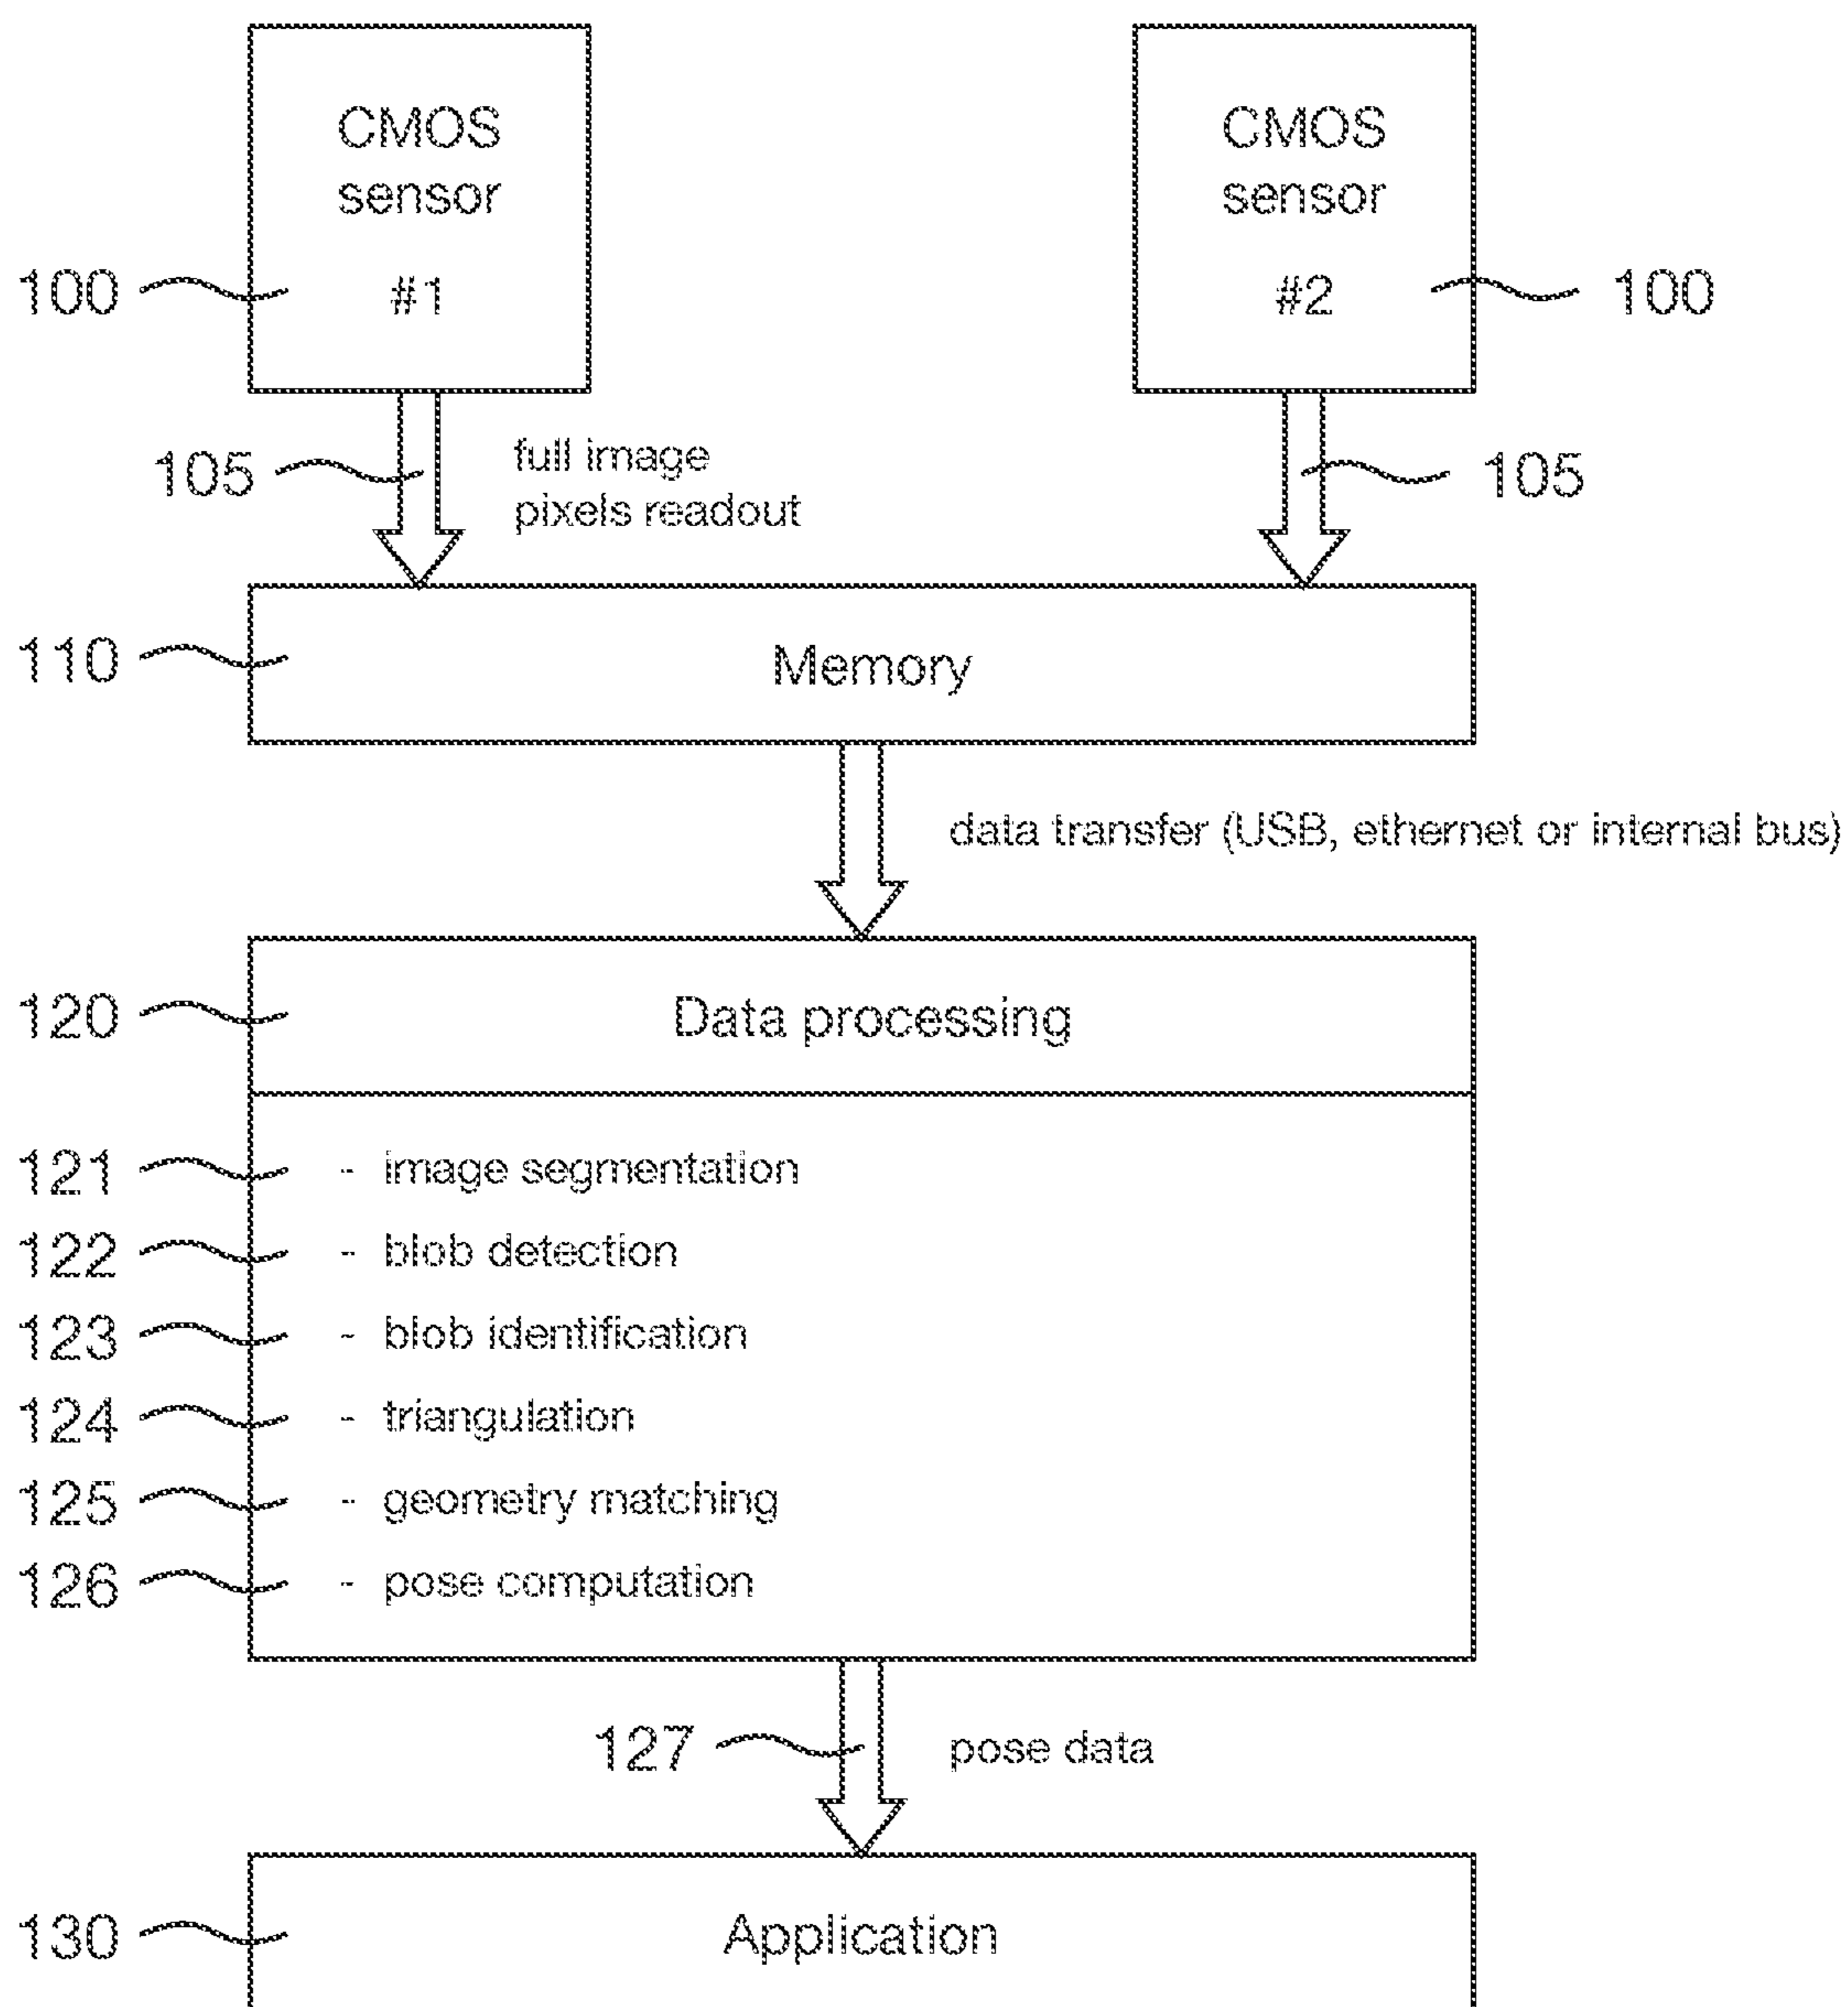 CMOS
sensor
#1
CMOS
sensor
#2
100
100
105
full image
pixels readout
105
110
Memory
data transfer (USB, ethernet or internal bus)
120
Data processing
121 - image segmentation
122 - blob detection
123 - blob identification
124 - triangulation
125 - geometry matching
126 - pose computation
127
pose data
130
Application